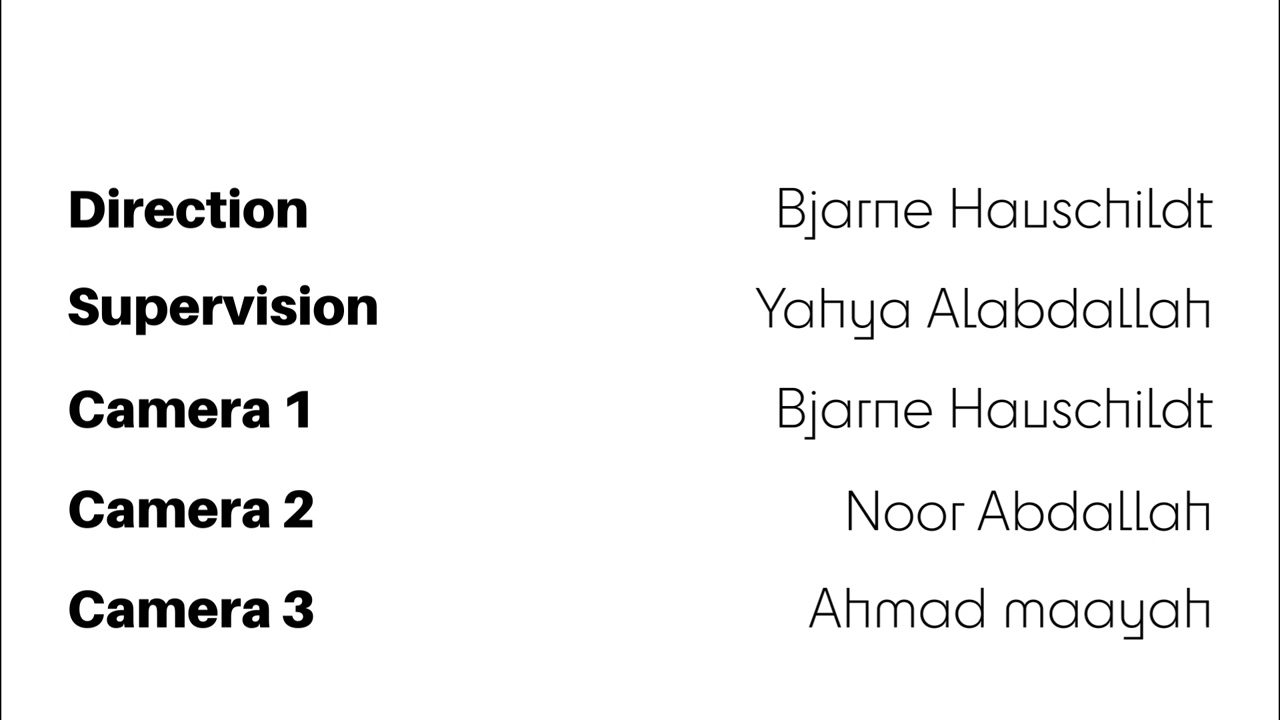 Direction Bjarne Hauschildt
Supervision Yahya Alabdallah
Camera 1 Bjarne Hauschildt
Camera 2 Noor Abdallah
Camera 3 Ahmad maayah